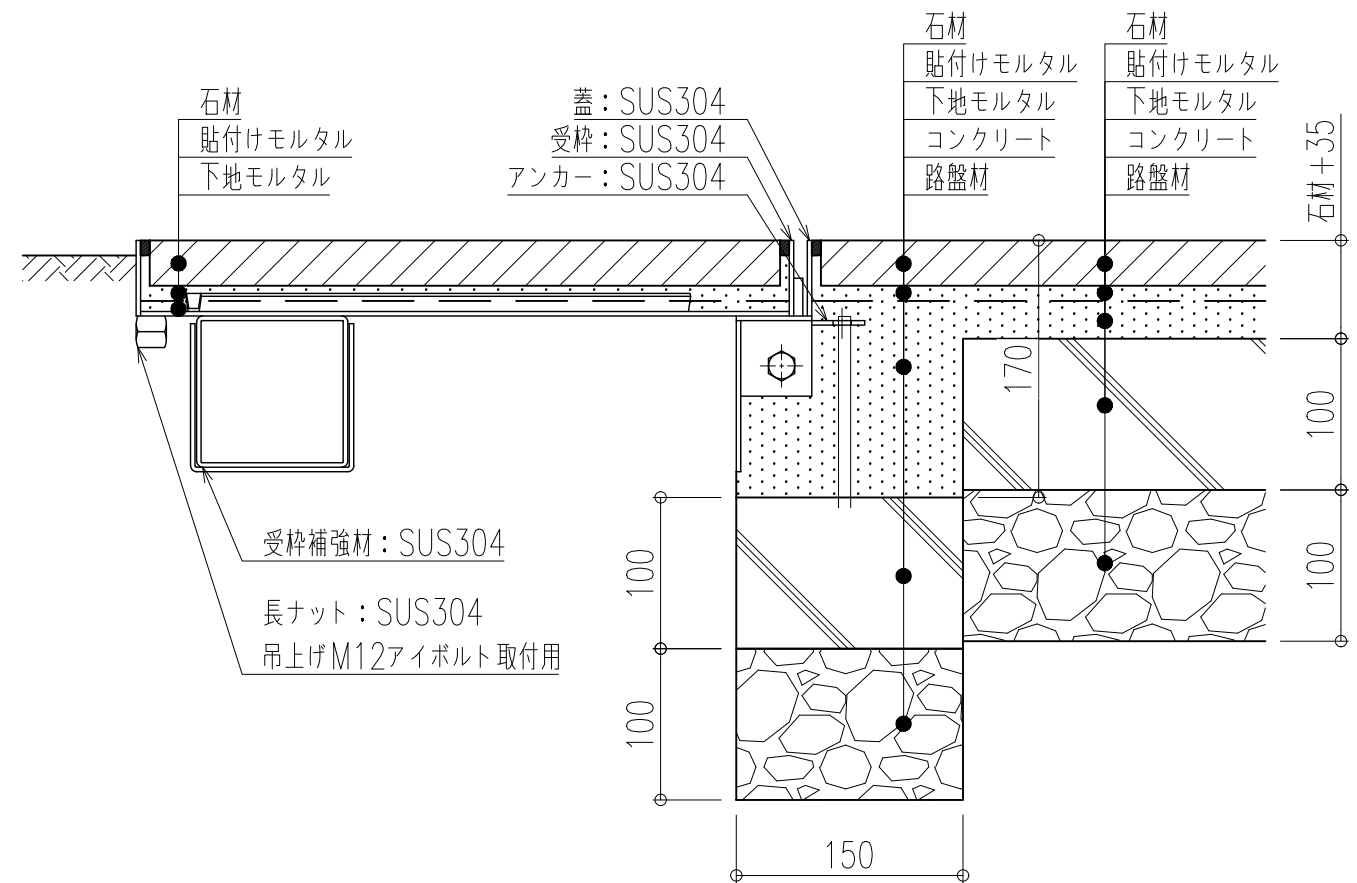 石材
貼付けモルタル
下地モルタル
蓋：SUS304
受枠：SUS304
アンカー：SUS304
石材
貼付けモルタル
下地モルタル
コンクリート
路盤材
石材
貼付けモルタル
下地モルタル
コンクリート
路盤材
石材+35
170
100
100
受枠補強材：SUS304
長ナット：SUS304
吊上げM12アイボルト取付用
100
100
150